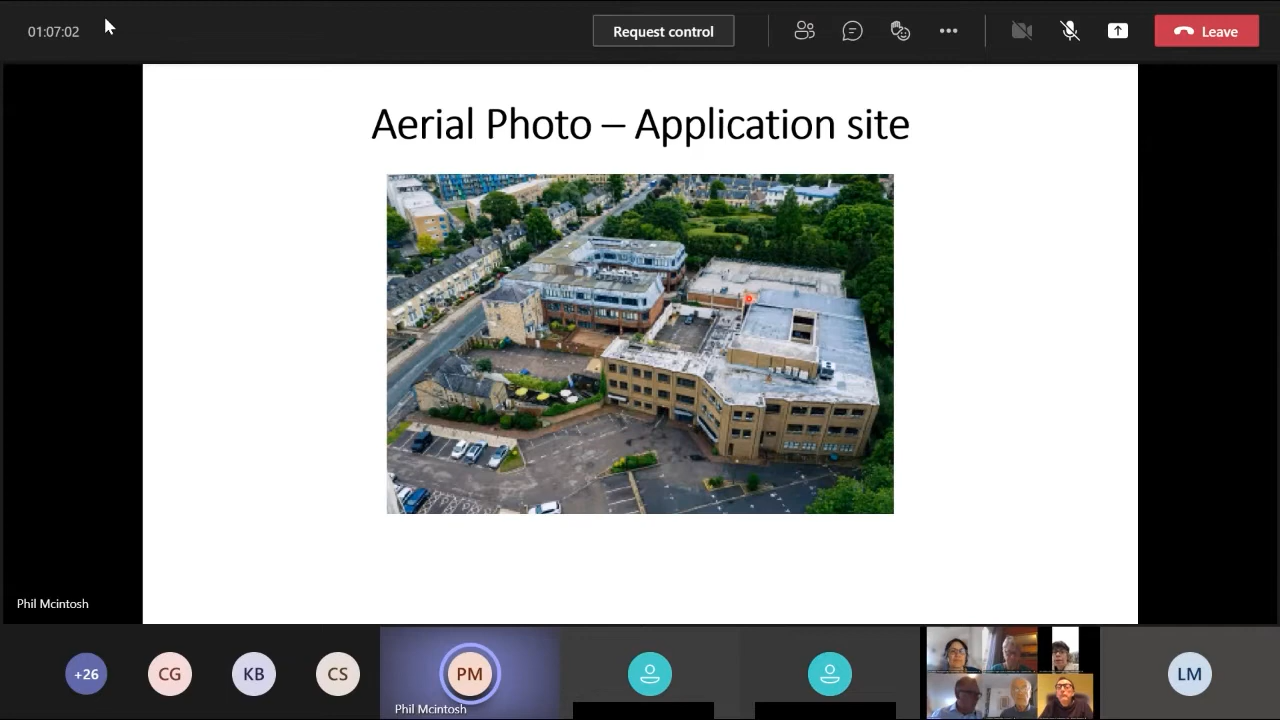 01:07:02
Request control
Leave
Aerial Photo – Application site
Phil Mcintosh
+26
CG
KB
CS
PM
LM
Phil Mcintosh